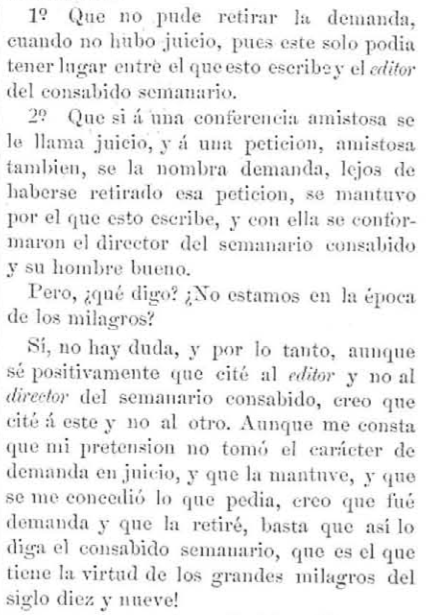 1º Que no pude retirar la demanda,
cuando no hubo juicio, pues este solo podia
tener lugar entrè el que esto escribe y el editor
del consabido semanario.
2º Que si á una conferencia amistosa se
le llama juicio, y á una peticion, amistosa
tambien, se la nombra demanda, lejos de
haberse retirado esa peticion, se mantuvo
por el que esto escribe, y con ella se confor-
maron el director del semanario consabido
y su hombre bueno.
Pero, ¿qué digo? ¿No estamos en la época
de los milagros?
Sí, no hay duda, y por lo tanto, aunque
sé positivamente que cité al editor y no al
director del semanario consabido, creo que
cité á este y no al otro. Aunque me consta
que mi pretension no tomó el carácter de
demanda en juicio, y que la mantuve, y que
se me concedió lo que pedia, creo que fué
demanda y que la retiré, basta que así lo
diga el consabido semanario, que es el que
tiene la virtud de los grandes milagros del
siglo diez y nueve!